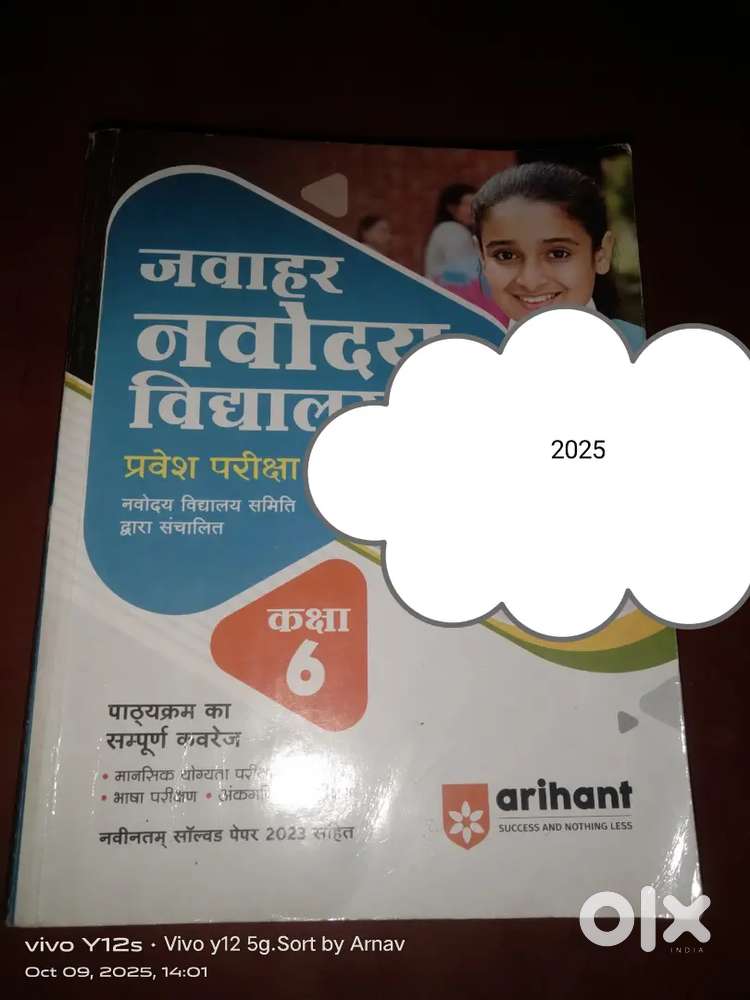 जवाहर
नवोदय
विद्यालय
प्रवेश परीक्षा
2025
नवोदय विद्यालय समिति
द्वारा संचालित
कक्षा
6
पाठ्यक्रम का
सम्पूर्ण कवरेज
• मानसिक योग्यता
• भाषा परीक्षण •
नवीनतम् सॉल्वड पेपर 2023 सहित
arihant
SUCCESS AND NOTHING LESS
olx
INDIA
vivo Y12s · Vivo y12 5g.Sort by Arnav
Oct 09, 2025, 14:01